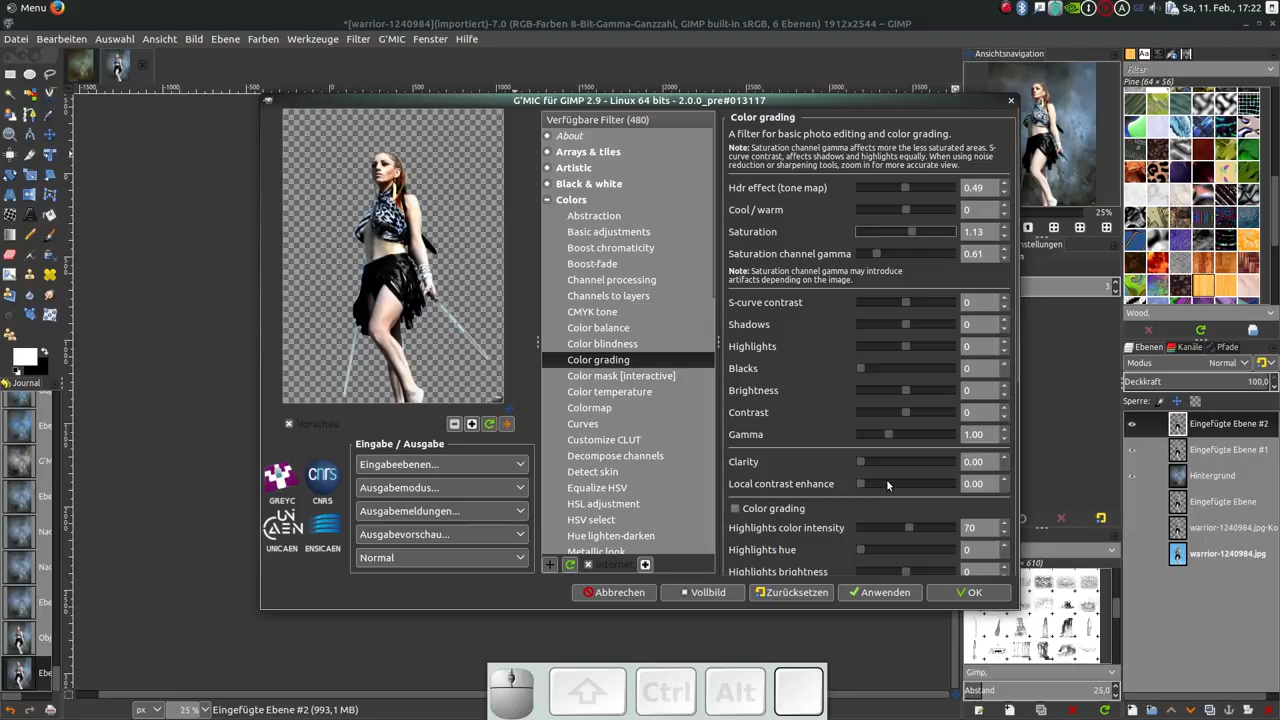 Menu
GE
Sa, 11. Feb., 17:22
*[warrior-1240984](importiert)-7.0 (RGB-Farben 8-Bit-Gamma-Ganzzahl, GIMP built-in sRGB, 6 Ebenen) 1912x2544 – GIMP
Datei Bearbeiten Auswahl Ansicht Bild Ebene Farben Werkzeuge Filter G'MIC Fenster Hilfe
Ansichtsnavigation
Filter
Pine (64 × 56)
G'MIC für GIMP 2.9 - Linux 64 bits - 2.0.0_pre#013117
Verfügbare Filter (480)
About
Arrays & tiles
Artistic
Black & white
Colors
Abstraction
Basic adjustments
Boost chromaticity
Boost-fade
Channel processing
Channels to layers
CMYK tone
Color balance
Color blindness
Color grading
Color mask [interactive]
Color temperature
Colormap
Curves
Customize CLUT
Decompose channels
Detect skin
Equalize HSV
HSL adjustment
HSV select
Hue lighten-darken
Metallic look
Internet
Color grading
A filter for basic photo editing and color grading.
Note: Saturation channel gamma affects more the less saturated areas. S-
curve contrast, affects shadows and highlights equally. When using noise
reduction or sharpening tools, zoom in for more accurate view.
Hdr effect (tone map) 0.49
Cool / warm 0
Saturation 1.13
Saturation channel gamma 0.61
Note: Saturation channel gamma may introduce
artifacts depending on the image.
S-curve contrast 0
Shadows 0
Highlights 0
Blacks 0
Brightness 0
Contrast 0
Gamma 1.00
Clarity 0.00
Local contrast enhance 0.00
Color grading
Highlights color intensity 70
Highlights hue 0
Highlights brightness 0
Vorschau
Eingabe / Ausgabe
Eingabeebenen...
Ausgabemodus...
Ausgabemeldungen...
Ausgabevorschau...
Normal
GREYC
CNRS
UNICAEN
ENSICAEN
Abbrechen
Vollbild
Zurücksetzen
Anwenden
OK
25%
3
Wood,
Ebenen Kanäle Pfade
Modus Normal
Deckkraft 100,0
Sperre:
Eingefügte Ebene #2
Eingefügte Ebene #1
Hintergrund
Eingefügte Ebene
warrior-1240984.jpg-Ko
warrior-1240984.jpg
Gimp,
Abstand 25,0
Journal
G'M
Ebe
Neu
Neu
Ebe
Obj
Ebe
Ctrl
Alt
px
25 %
Eingefügte Ebene #2 (993,1 MB)